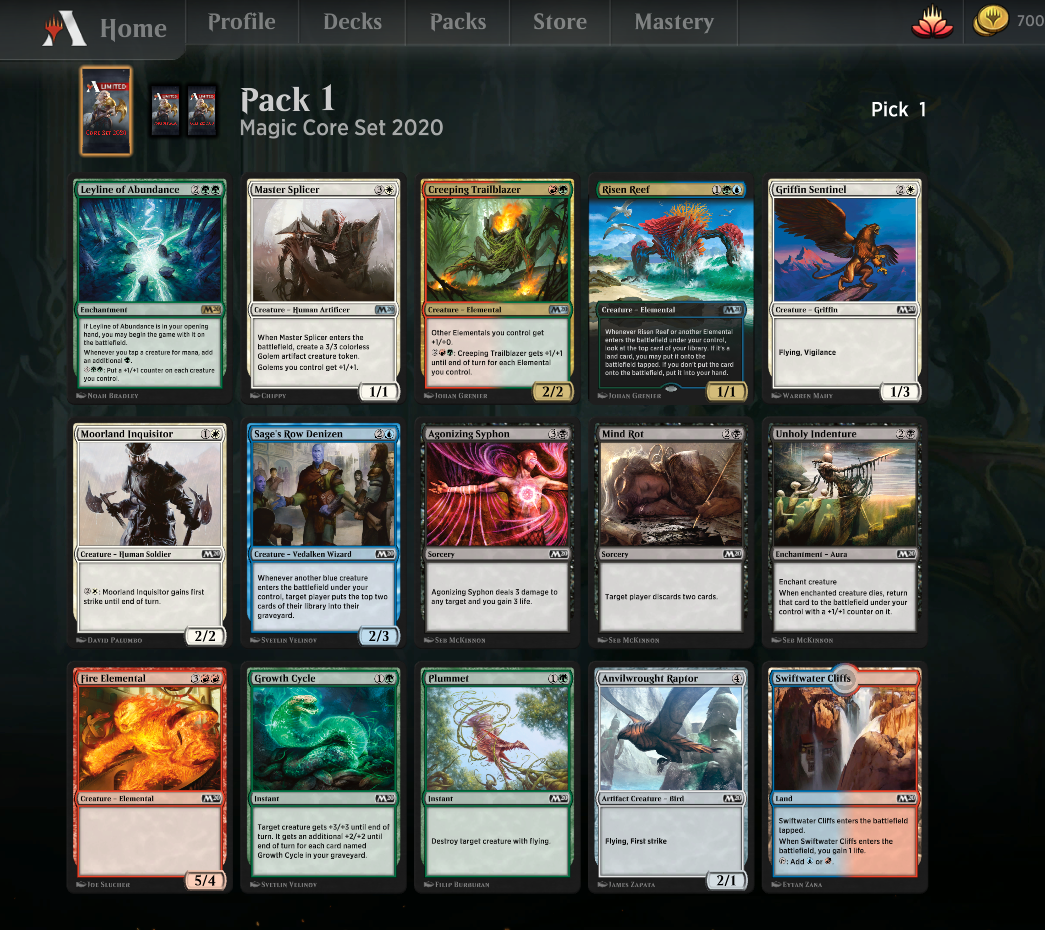 Home
Profile
Decks
Packs
Store
Mastery
700
LIMITED
CORE SET 2020
Pack 1
Magic Core Set 2020
Pick 1
Leyline of Abundance 2
Enchantment
If Leyline of Abundance is in your opening
hand, you may begin the game with it on
the battlefield.
Whenever you tap a creature for mana, add
an additional
Put a +1/+1 counter on each creature
you control.
NOAH BRADLEY
Master Splicer 3
Creature – Human Artificer
When Master Splicer enters the
battlefield, create a 3/3 colorless
Golem artifact creature token.
Golems you control get +1/+1.
CHIPPY
1/1
Creeping Trailblazer
Creature – Elemental
Other Elementals you control get
+1/+0.
: Creeping Trailblazer gets +1/+1
until end of turn for each Elemental
you control.
JOHAN GRENIER
2/2
Risen Reef 1
Creature – Elemental
Whenever Risen Reef or another Elemental
enters the battlefield under your control,
look at the top card of your library. If it's a
land card, you may put it onto the
battlefield tapped. If you don't put the card
onto the battlefield, put it into your hand.
JOHAN GRENIER
1/1
Griffin Sentinel 2
Creature – Griffin
Flying, Vigilance
WARREN MAHY
1/3
Moorland Inquisitor 1
Creature – Human Soldier
2: Moorland Inquisitor gains first
strike until end of turn.
DAVID PALUMBO
2/2
Sage's Row Denizen 2
Creature – Vedalken Wizard
Whenever another blue creature
enters the battlefield under your
control, target player puts the top two
cards of their library into their
graveyard.
SVETLIN VELINOV
2/3
Agonizing Syphon 3
Sorcery
Agonizing Syphon deals 3 damage to
any target and you gain 3 life.
SEB MCKINNON
Mind Rot 2
Sorcery
Target player discards two cards.
SEB MCKINNON
Unholy Indenture 2
Enchantment – Aura
Enchant creature
When enchanted creature dies, return
that card to the battlefield under your
control with a +1/+1 counter on it.
SEB MCKINNON
Fire Elemental 3
Creature – Elemental
JOE SLUCHER
5/4
Growth Cycle 1
Instant
Target creature gets +3/+3 until end of
turn. It gets an additional +2/+2 until
end of turn for each card named
Growth Cycle in your graveyard.
SVETLIN VELINOV
Plummet 1
Instant
Destroy target creature with flying.
FILIP BURBURAN
Anvilwrought Raptor 4
Artifact Creature – Bird
Flying, First strike
JAMES ZAPATA
2/1
Swiftwater Cliffs
Land
Swiftwater Cliffs enters the battlefield
tapped.
When Swiftwater Cliffs enters the
battlefield, you gain 1 life.
: Add or .
EYTAN ZANA